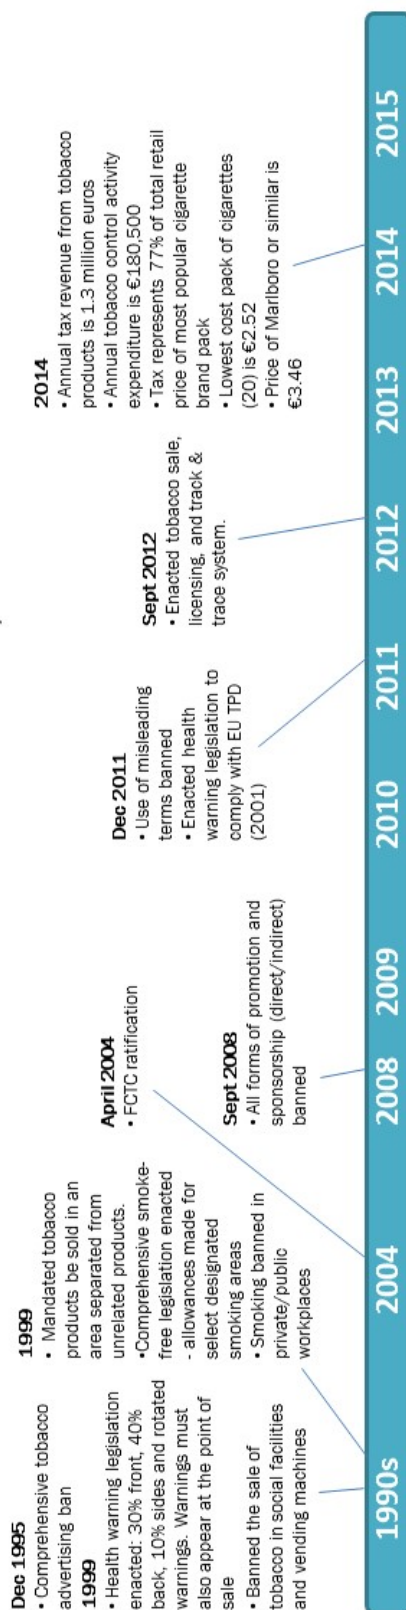 Dec 1995
• Comprehensive tobacco
advertising ban
1999
• Health warning legislation
enacted: 30% front, 40%
back, 10% sides and rotated
warnings. Warnings must
also appear at the point of
sale
• Banned the sale of
tobacco in social facilities
and vending machines
1999
• Mandated tobacco
products be sold in an
area separated from
unrelated products.
•Comprehensive smoke-
free legislation enacted
- allowances made for
select designated
smoking areas
• Smoking banned in
private/public
workplaces
April 2004
• FCTC ratification
Sept 2008
• All forms of promotion and
sponsorship (direct/indirect)
banned
Dec 2011
• Use of misleading
terms banned
• Enacted health
warning legislation to
comply with EU TPD
(2001)
Sept 2012
• Enacted tobacco sale,
licensing, and track &
trace system.
2014
• Annual tax revenue from tobacco
products is 1.3 million euros
• Annual tobacco control activity
expenditure is €180,500
• Tax represents 77% of total retail
price of most popular cigarette
brand pack
• Lowest cost pack of cigarettes
(20) is €2.52
• Price of Marlboro or similar is
€3.46
1990s 2004 2008 2009 2010 2011 2012 2013 2014 2015